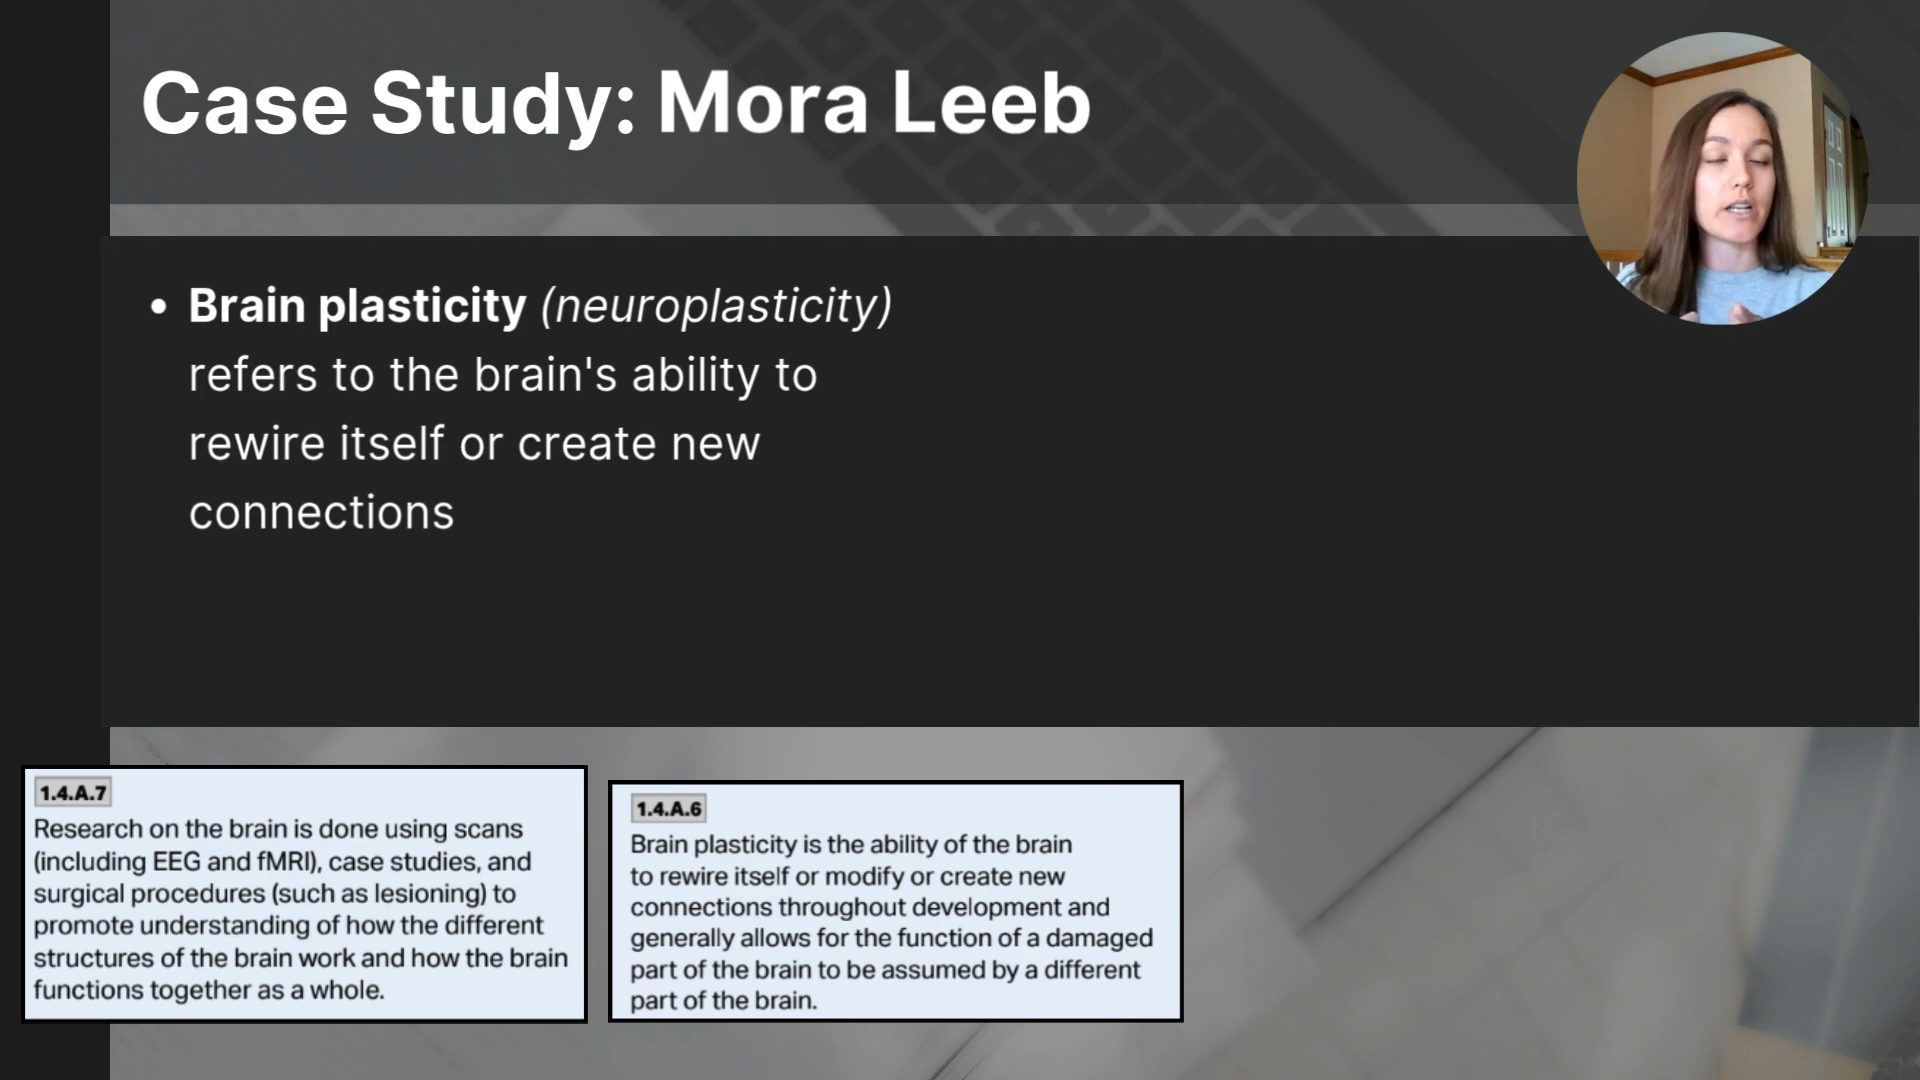 Case Study: Mora Leeb
• Brain plasticity (neuroplasticity)
refers to the brain's ability to
rewire itself or create new
connections
1.4.A.7
Research on the brain is done using scans
(including EEG and fMRI), case studies, and
surgical procedures (such as lesioning) to
promote understanding of how the different
structures of the brain work and how the brain
functions together as a whole.
1.4.A.6
Brain plasticity is the ability of the brain
to rewire itself or modify or create new
connections throughout development and
generally allows for the function of a damaged
part of the brain to be assumed by a different
part of the brain.